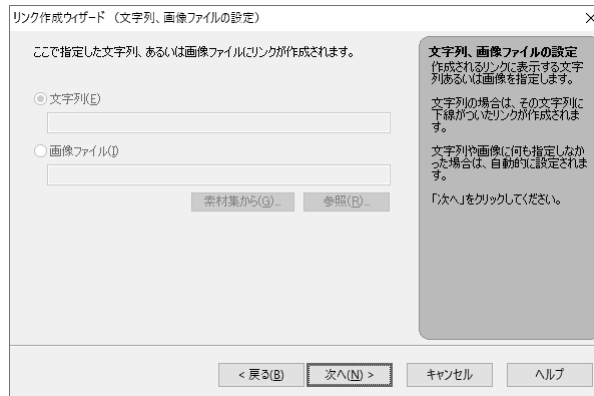 リンク作成ウィザード（文字列、画像ファイルの設定）
ここで指定した文字列、あるいは画像ファイルにリンクが作成されます。
文字列(E)
画像ファイル(I)
素材集から(G)...
参照(R)...
文字列、画像ファイルの設定
作成されるリンクに表示する文字
列あるいは画像を指定します。
文字列の場合は、その文字列に
下線がついたリンクが作成されま
す。
文字列や画像に何も指定しなか
った場合は、自動的に設定されま
す。
「次へ」をクリックしてください。
< 戻る(B)
次へ(N) >
キャンセル
ヘルプ